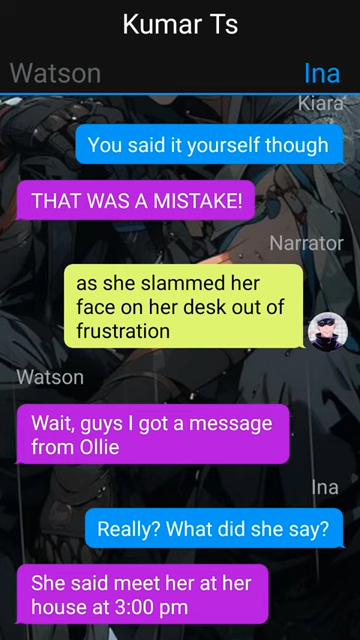 Kumar Ts
Watson Ina
Kiara
You said it yourself though
THAT WAS A MISTAKE!
Narrator
as she slammed her
face on her desk out of
frustration
Watson
Wait, guys I got a message
from Ollie
Ina
Really? What did she say?
She said meet her at her
house at 3:00 pm